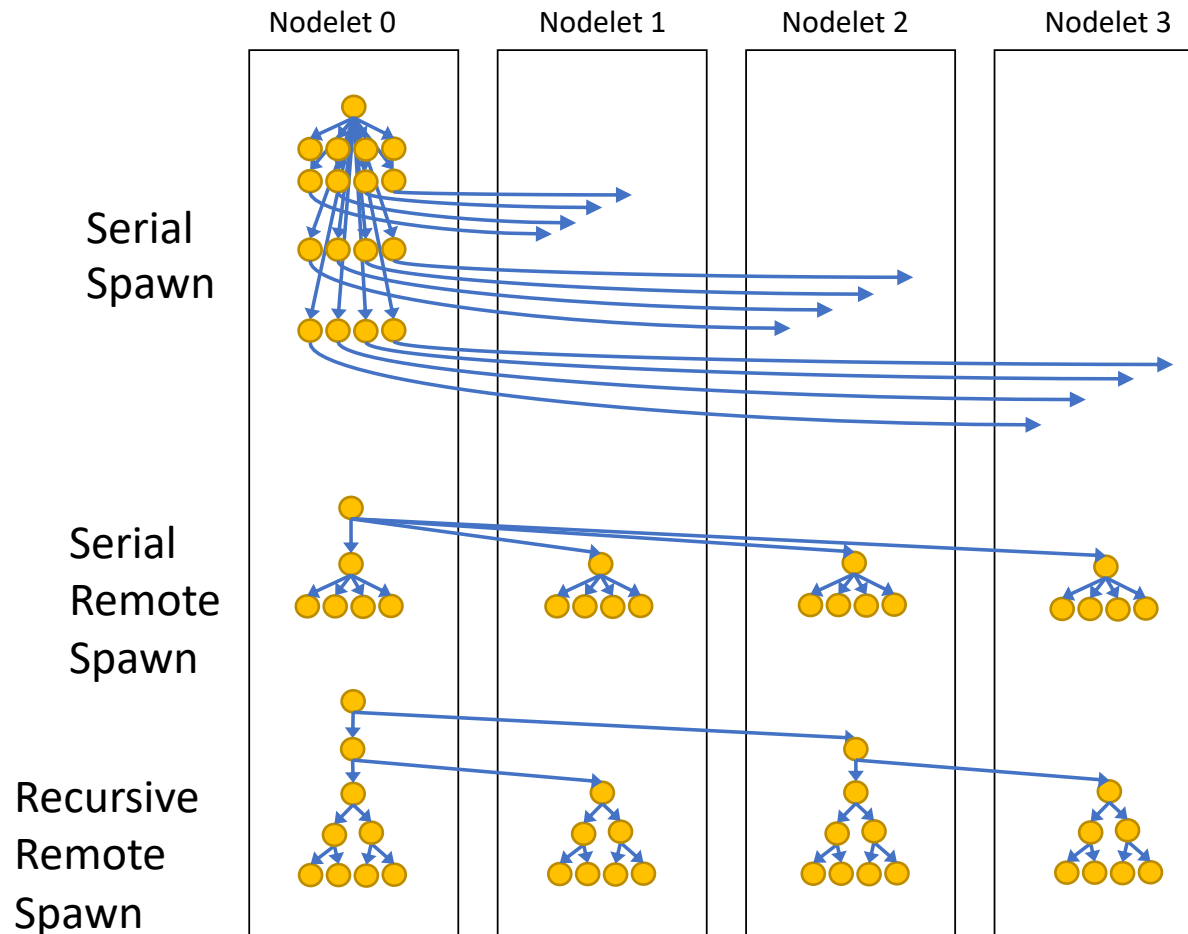 Nodelet 0 Nodelet 1 Nodelet 2 Nodelet 3
Serial
Spawn
Serial
Remote
Spawn
Recursive
Remote
Spawn